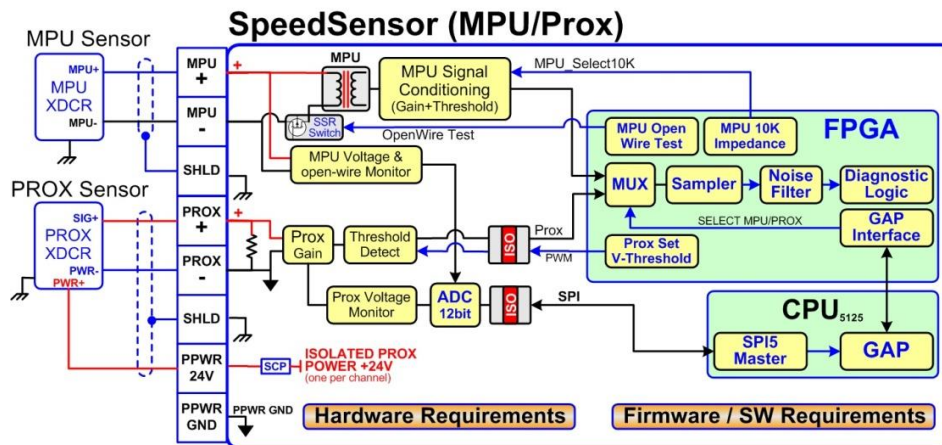 SpeedSensor (MPU/Prox)
MPU Sensor
MPU+
MPU
XDCR
MPU-
MPU
+
MPU
-
SHLD
PROX Sensor
SIG+
PROX
XDCR
PWR-
PWR+
PROX
+
PROX
-
SHLD
PPWR
24V
PPWR
GND
+
MPU
SSR
Switch
MPU Signal
Conditioning
(Gain+Threshold)
MPU_Select10K
OpenWire Test
MPU Voltage &
open-wire Monitor
+
Prox
Gain
Threshold
Detect
ISO
Prox
PWM
Prox Voltage
Monitor
ADC
12bit
ISO
SPI
SCP
ISOLATED PROX
POWER +24V
(one per channel)
PPWR GND
FPGA
MPU Open
Wire Test
MPU 10K
Impedance
MUX
Sampler
Noise
Filter
Diagnostic
Logic
SELECT MPU/PROX
GAP
Interface
Prox Set
V-Threshold
CPU5125
SPI5
Master
GAP
Hardware Requirements
Firmware / SW Requirements